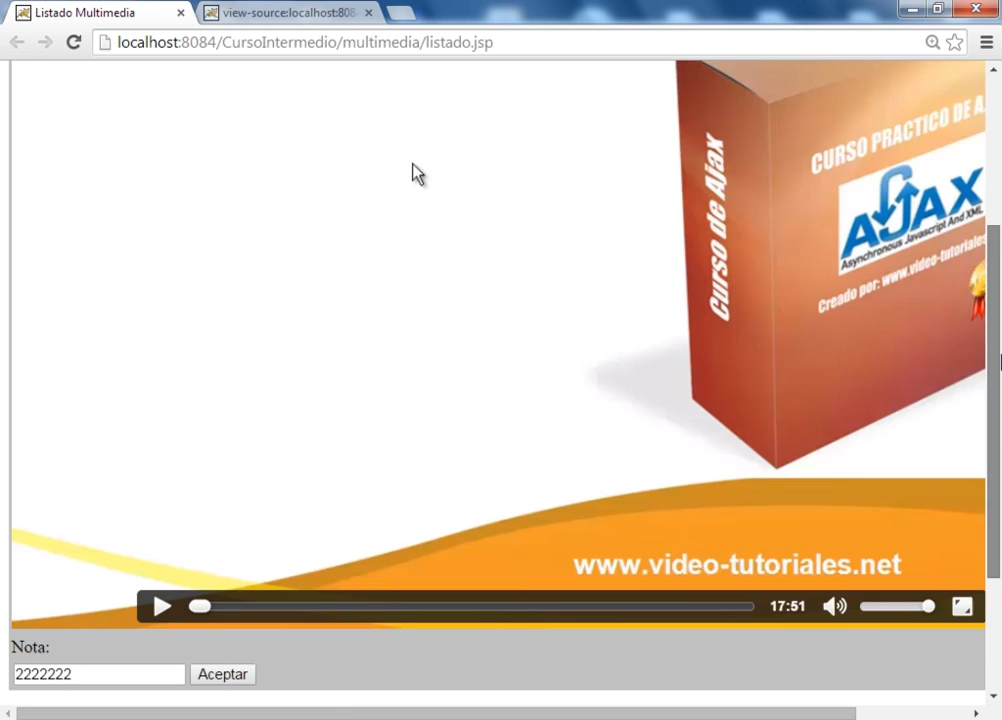 Listado Multimedia
view-source:localhost:808
localhost:8084/CursoIntermedio/multimedia/listado.jsp
CURSO PRACTICO DE A
Curso de Ajax
AJAX
Asynchronous Javascript And XML
Creado por: www.video-tutoriales
www.video-tutoriales.net
17:51
Nota:
2222222
Aceptar